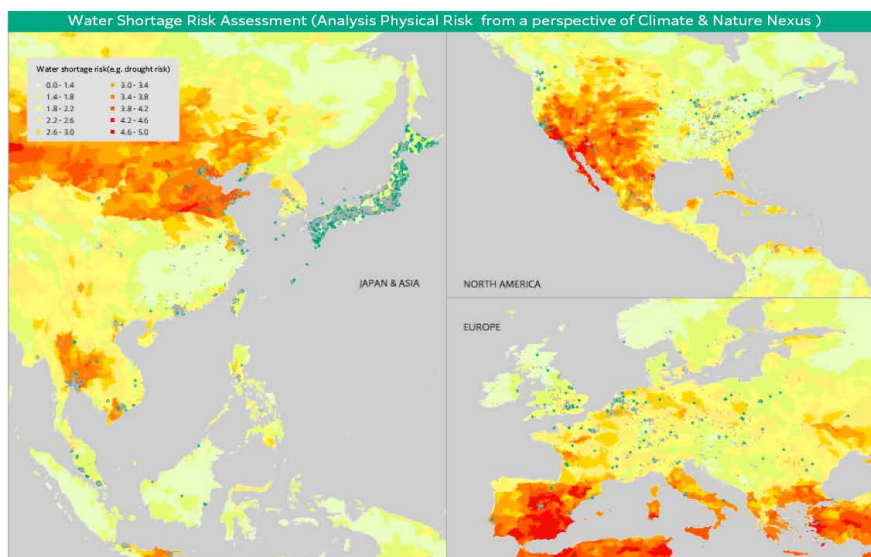 Water Shortage Risk Assessment (Analysis Physical Risk from a perspective of Climate & Nature Nexus )
Water shortage risk(e.g. drought risk)
0.0 - 1.4
1.4 - 1.8
1.8 - 2.2
2.2 - 2.6
2.6 - 3.0
3.0 - 3.4
3.4 - 3.8
3.8 - 4.2
4.2 - 4.6
4.6 - 5.0
JAPAN & ASIA
NORTH AMERICA
EUROPE